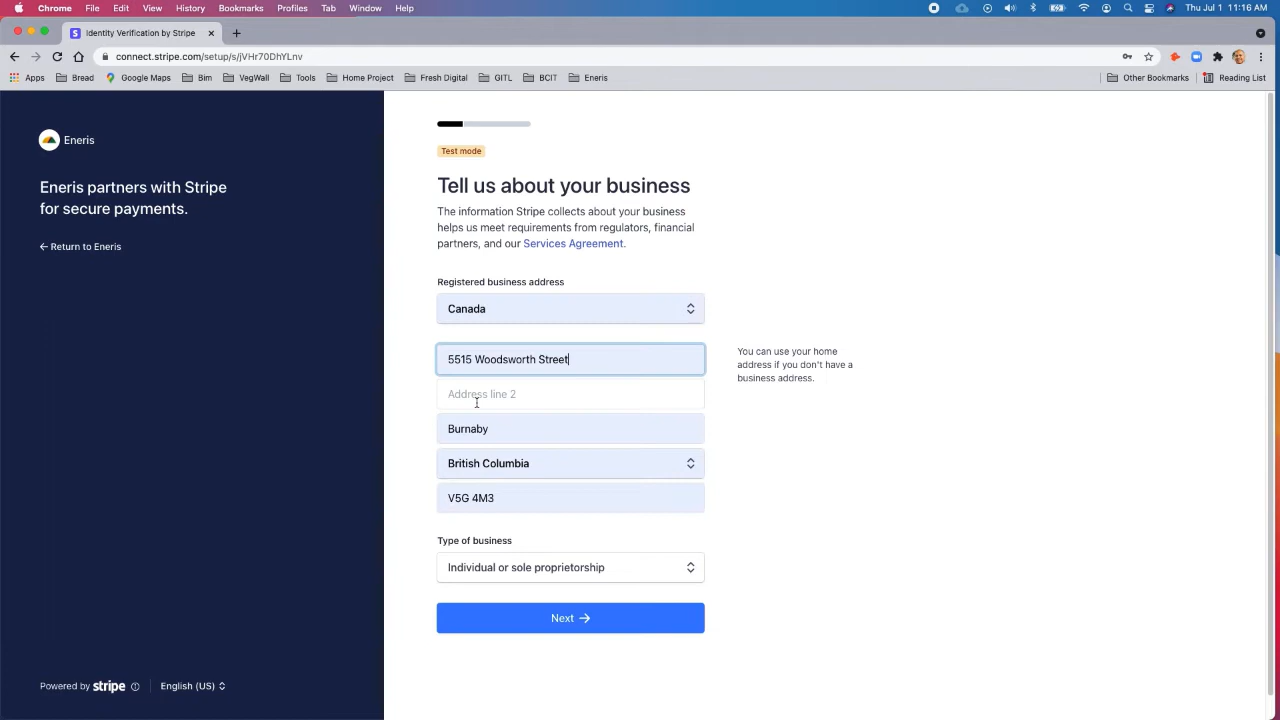 Chrome File Edit View History Bookmarks Profiles Tab Window Help Thu Jul 1 11:16 AM
Identity Verification by Stripe
connect.stripe.com/setup/s/jVHr70DhYLnv
Apps Bread Google Maps Bim VegWall Tools Home Project Fresh Digital GITL BCIT Eneris Other Bookmarks Reading List
Eneris
Eneris partners with Stripe
for secure payments.
← Return to Eneris
Test mode
Tell us about your business
The information Stripe collects about your business
helps us meet requirements from regulators, financial
partners, and our Services Agreement.
Registered business address
Canada
5515 Woodsworth Street
Address line 2
Burnaby
British Columbia
V5G 4M3
You can use your home
address if you don't have a
business address.
Type of business
Individual or sole proprietorship
Next →
Powered by stripe English (US)